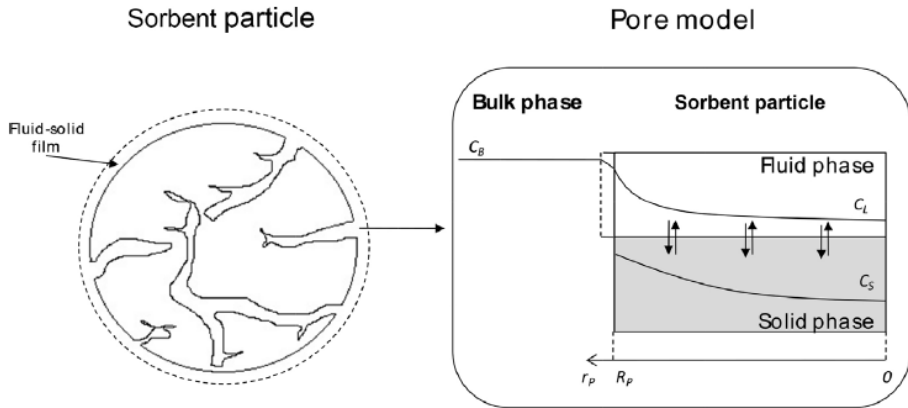 Sorbent particle
Pore model
Fluid-solid
film
Bulk phase
Sorbent particle
C_B
Fluid phase
C_L
C_S
Solid phase
r_P
R_P
0